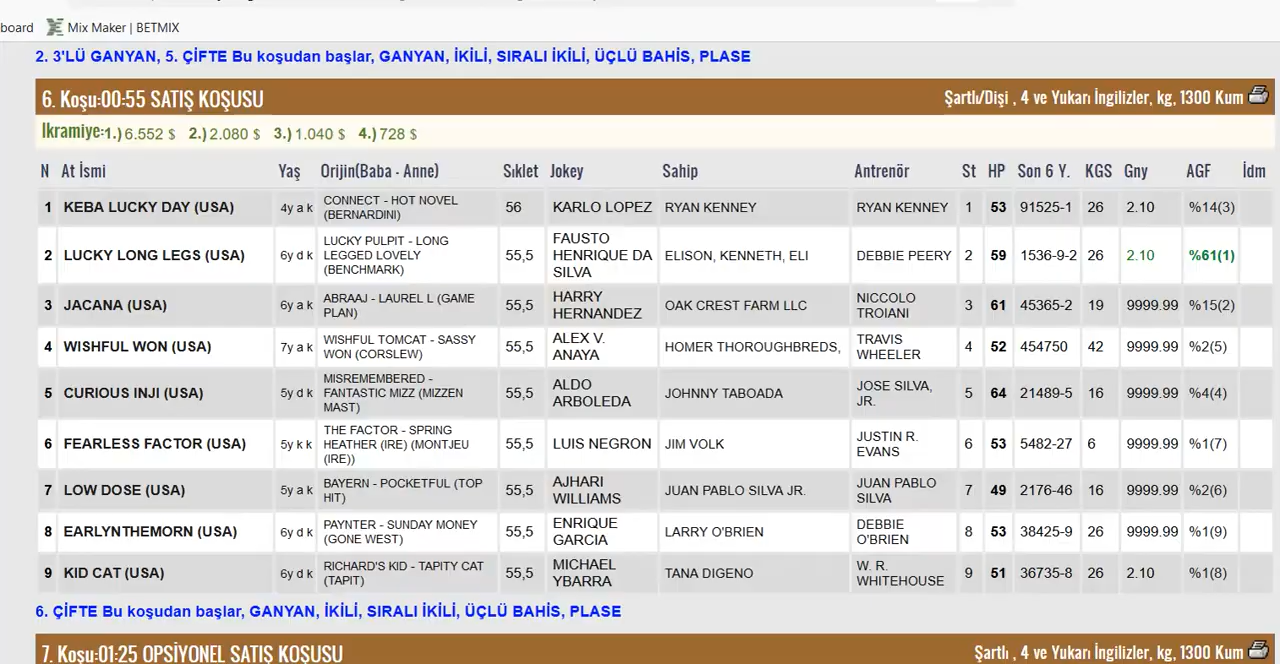 board Mix Maker | BETMIX
2. 3'LÜ GANYAN, 5. ÇİFTE Bu koşudan başlar, GANYAN, İKİLİ, SIRALI İKİLİ, ÜÇLÜ BAHİS, PLASE
6. Koşu:00:55 SATIŞ KOŞUSU Şartlı/Dişi , 4 ve Yukarı İngilizler, kg, 1300 Kum
İkramiye:1.) 6.552 $ 2.) 2.080 $ 3.) 1.040 $ 4.) 728 $
N At İsmi Yaş Orijin(Baba - Anne) Sıklet Jokey Sahip Antrenör St HP Son 6 Y. KGS Gny AGF İdm
1 KEBA LUCKY DAY (USA) 4y a k CONNECT - HOT NOVEL (BERNARDINI) 56 KARLO LOPEZ RYAN KENNEY RYAN KENNEY 1 53 91525-1 26 2.10 %14(3)
2 LUCKY LONG LEGS (USA) 6y d k LUCKY PULPIT - LONG LEGGED LOVELY (BENCHMARK) 55,5 FAUSTO HENRIQUE DA SILVA ELISON, KENNETH, ELI DEBBIE PEERY 2 59 1536-9-2 26 2.10 %61(1)
3 JACANA (USA) 6y a k ABRAAJ - LAUREL L (GAME PLAN) 55,5 HARRY HERNANDEZ OAK CREST FARM LLC NICCOLO TROIANI 3 61 45365-2 19 9999.99 %15(2)
4 WISHFUL WON (USA) 7y a k WISHFUL TOMCAT - SASSY WON (CORSLEW) 55,5 ALEX V. ANAYA HOMER THOROUGHBREDS, TRAVIS WHEELER 4 52 454750 42 9999.99 %2(5)
5 CURIOUS INJI (USA) 5y d k MISREMEMBERED - FANTASTIC MIZZ (MIZZEN MAST) 55,5 ALDO ARBOLEDA JOHNNY TABOADA JOSE SILVA, JR. 5 64 21489-5 16 9999.99 %4(4)
6 FEARLESS FACTOR (USA) 5y k k THE FACTOR - SPRING HEATHER (IRE) (MONTJEU (IRE)) 55,5 LUIS NEGRON JIM VOLK JUSTIN R. EVANS 6 53 5482-27 6 9999.99 %1(7)
7 LOW DOSE (USA) 5y a k BAYERN - POCKETFUL (TOP HIT) 55,5 AJHARI WILLIAMS JUAN PABLO SILVA JR. JUAN PABLO SILVA 7 49 2176-46 16 9999.99 %2(6)
8 EARLYNTHEMORN (USA) 6y d k PAYNTER - SUNDAY MONEY (GONE WEST) 55,5 ENRIQUE GARCIA LARRY O'BRIEN DEBBIE O'BRIEN 8 53 38425-9 26 9999.99 %1(9)
9 KID CAT (USA) 6y d k RICHARD'S KID - TAPITY CAT (TAPIT) 55,5 MICHAEL YBARRA TANA DIGENO W. R. WHITEHOUSE 9 51 36735-8 26 2.10 %1(8)
6. ÇİFTE Bu koşudan başlar, GANYAN, İKİLİ, SIRALI İKİLİ, ÜÇLÜ BAHİS, PLASE
7. Koşu:01:25 OPSİYONEL SATIŞ KOŞUSU Şartlı , 4 ve Yukarı İngilizler, kg, 1300 Kum